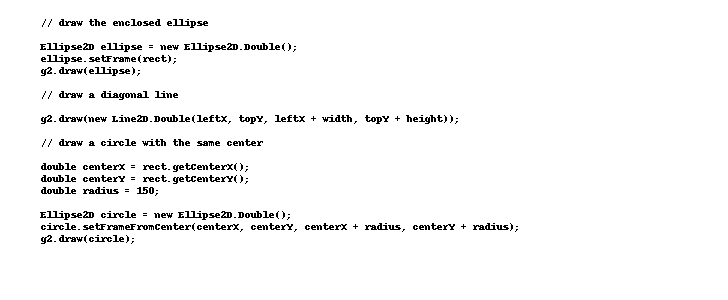 // draw the enclosed ellipse
Ellipse2D ellipse = new Ellipse2D.Double();
ellipse.setFrame(rect);
g2.draw(ellipse);
// draw a diagonal line
g2.draw(new Line2D.Double(leftX, topY, leftX + width, topY + height));
// draw a circle with the same center
double centerX = rect.getCenterX();
double centerY = rect.getCenterY();
double radius = 150;
Ellipse2D circle = new Ellipse2D.Double();
circle.setFrameFromCenter(centerX, centerY, centerX + radius, centerY + radius);
g2.draw(circle);